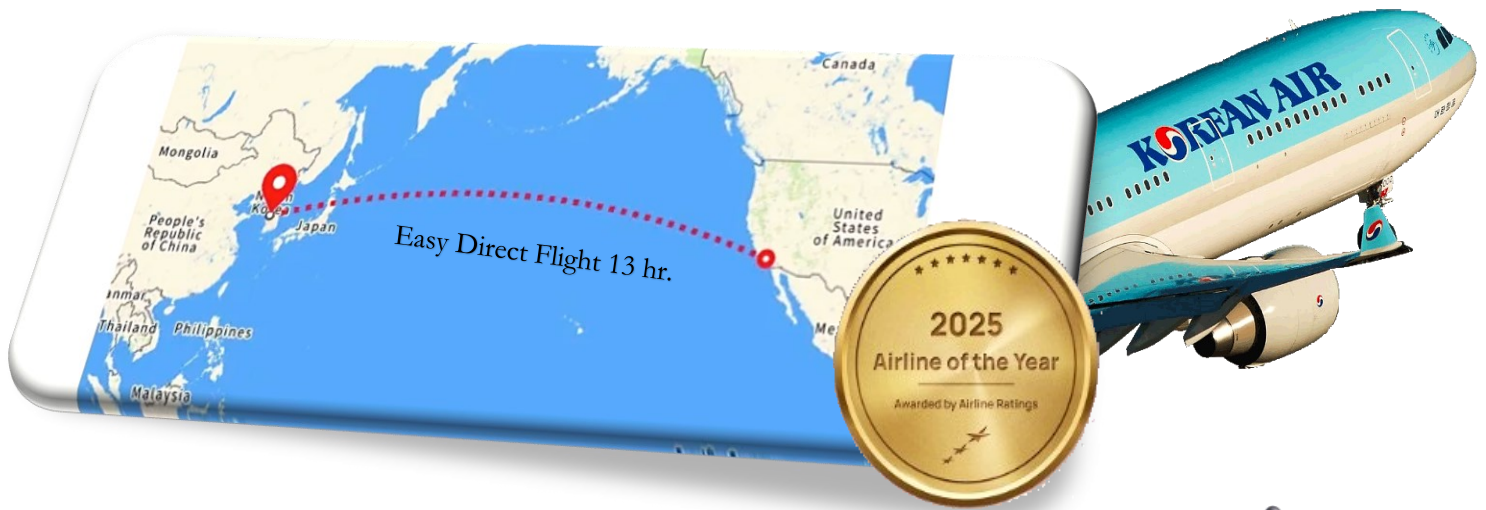 Canada
Mongolia
Japan
People's
Republic
of China
United
States
of America
Easy Direct Flight 13 hr.
Thailand
Philippines
Malaysia
KOREAN AIR
2025
Airline of the Year
Awarded by Airline Ratings